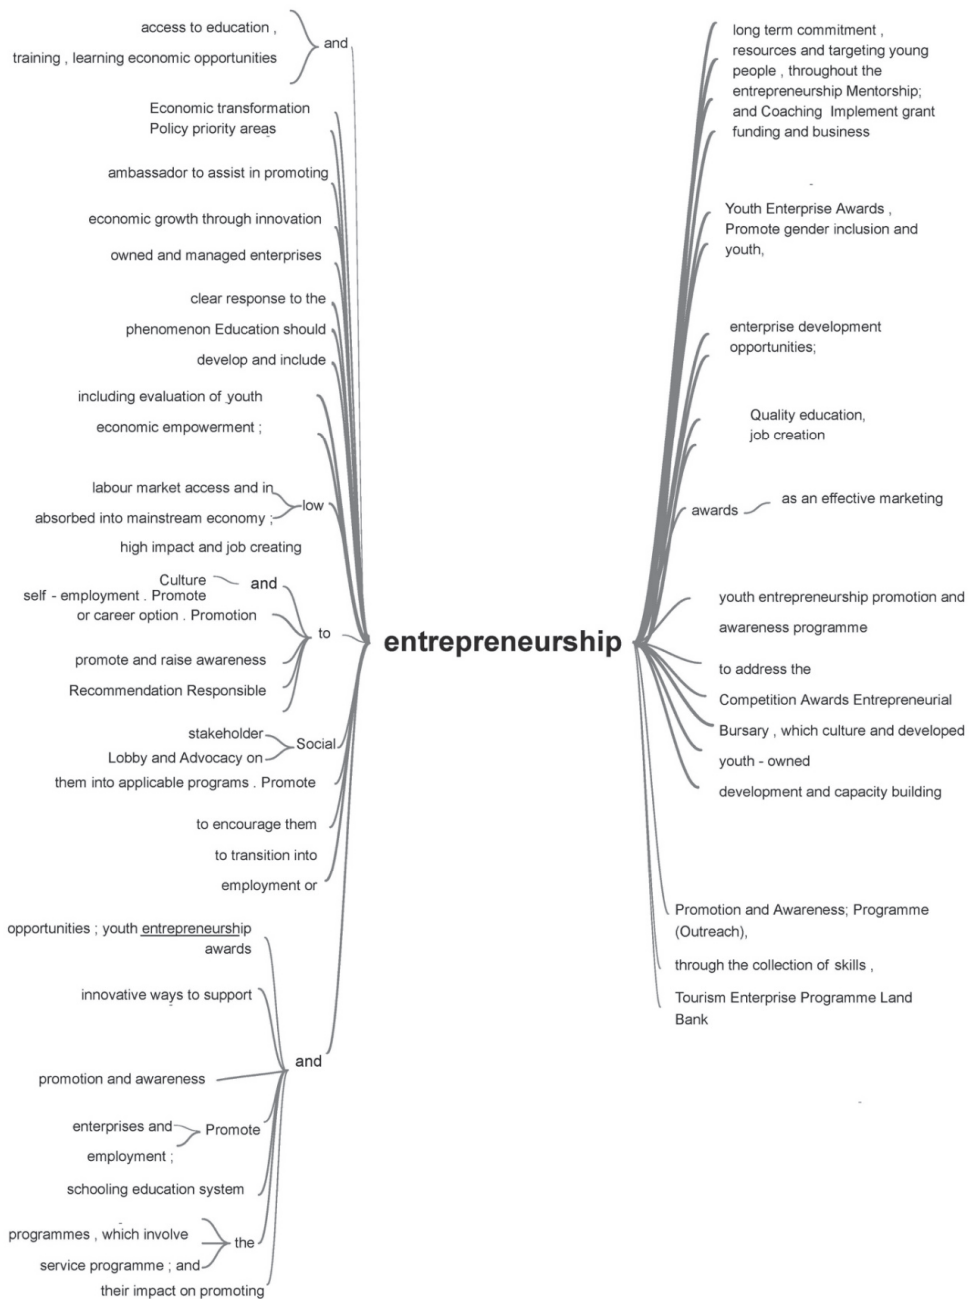 access to education ,
training , learning economic opportunities
and
Economic transformation
Policy priority areas
ambassador to assist in promoting
economic growth through innovation
owned and managed enterprises
clear response to the
phenomenon Education should
develop and include
including evaluation of youth
economic empowerment ;
labour market access and in
absorbed into mainstream economy ;
low
high impact and job creating
Culture
and
self - employment . Promote
or career option . Promotion
to
promote and raise awareness
Recommendation Responsible
stakeholder
Lobby and Advocacy on
Social
them into applicable programs . Promote
to encourage them
to transition into
employment or
opportunities ; youth entrepreneurship
awards
innovative ways to support
and
promotion and awareness
enterprises and
Promote
employment ;
schooling education system
programmes , which involve
the
service programme ; and
their impact on promoting
entrepreneurship
long term commitment ,
resources and targeting young
people , throughout the
entrepreneurship Mentorship;
and Coaching Implement grant
funding and business
Youth Enterprise Awards ,
Promote gender inclusion and
youth,
enterprise development
opportunities;
Quality education,
job creation
awards
as an effective marketing
youth entrepreneurship promotion and
awareness programme
to address the
Competition Awards Entrepreneurial
Bursary , which culture and developed
youth - owned
development and capacity building
Promotion and Awareness; Programme
(Outreach),
through the collection of skills ,
Tourism Enterprise Programme Land
Bank